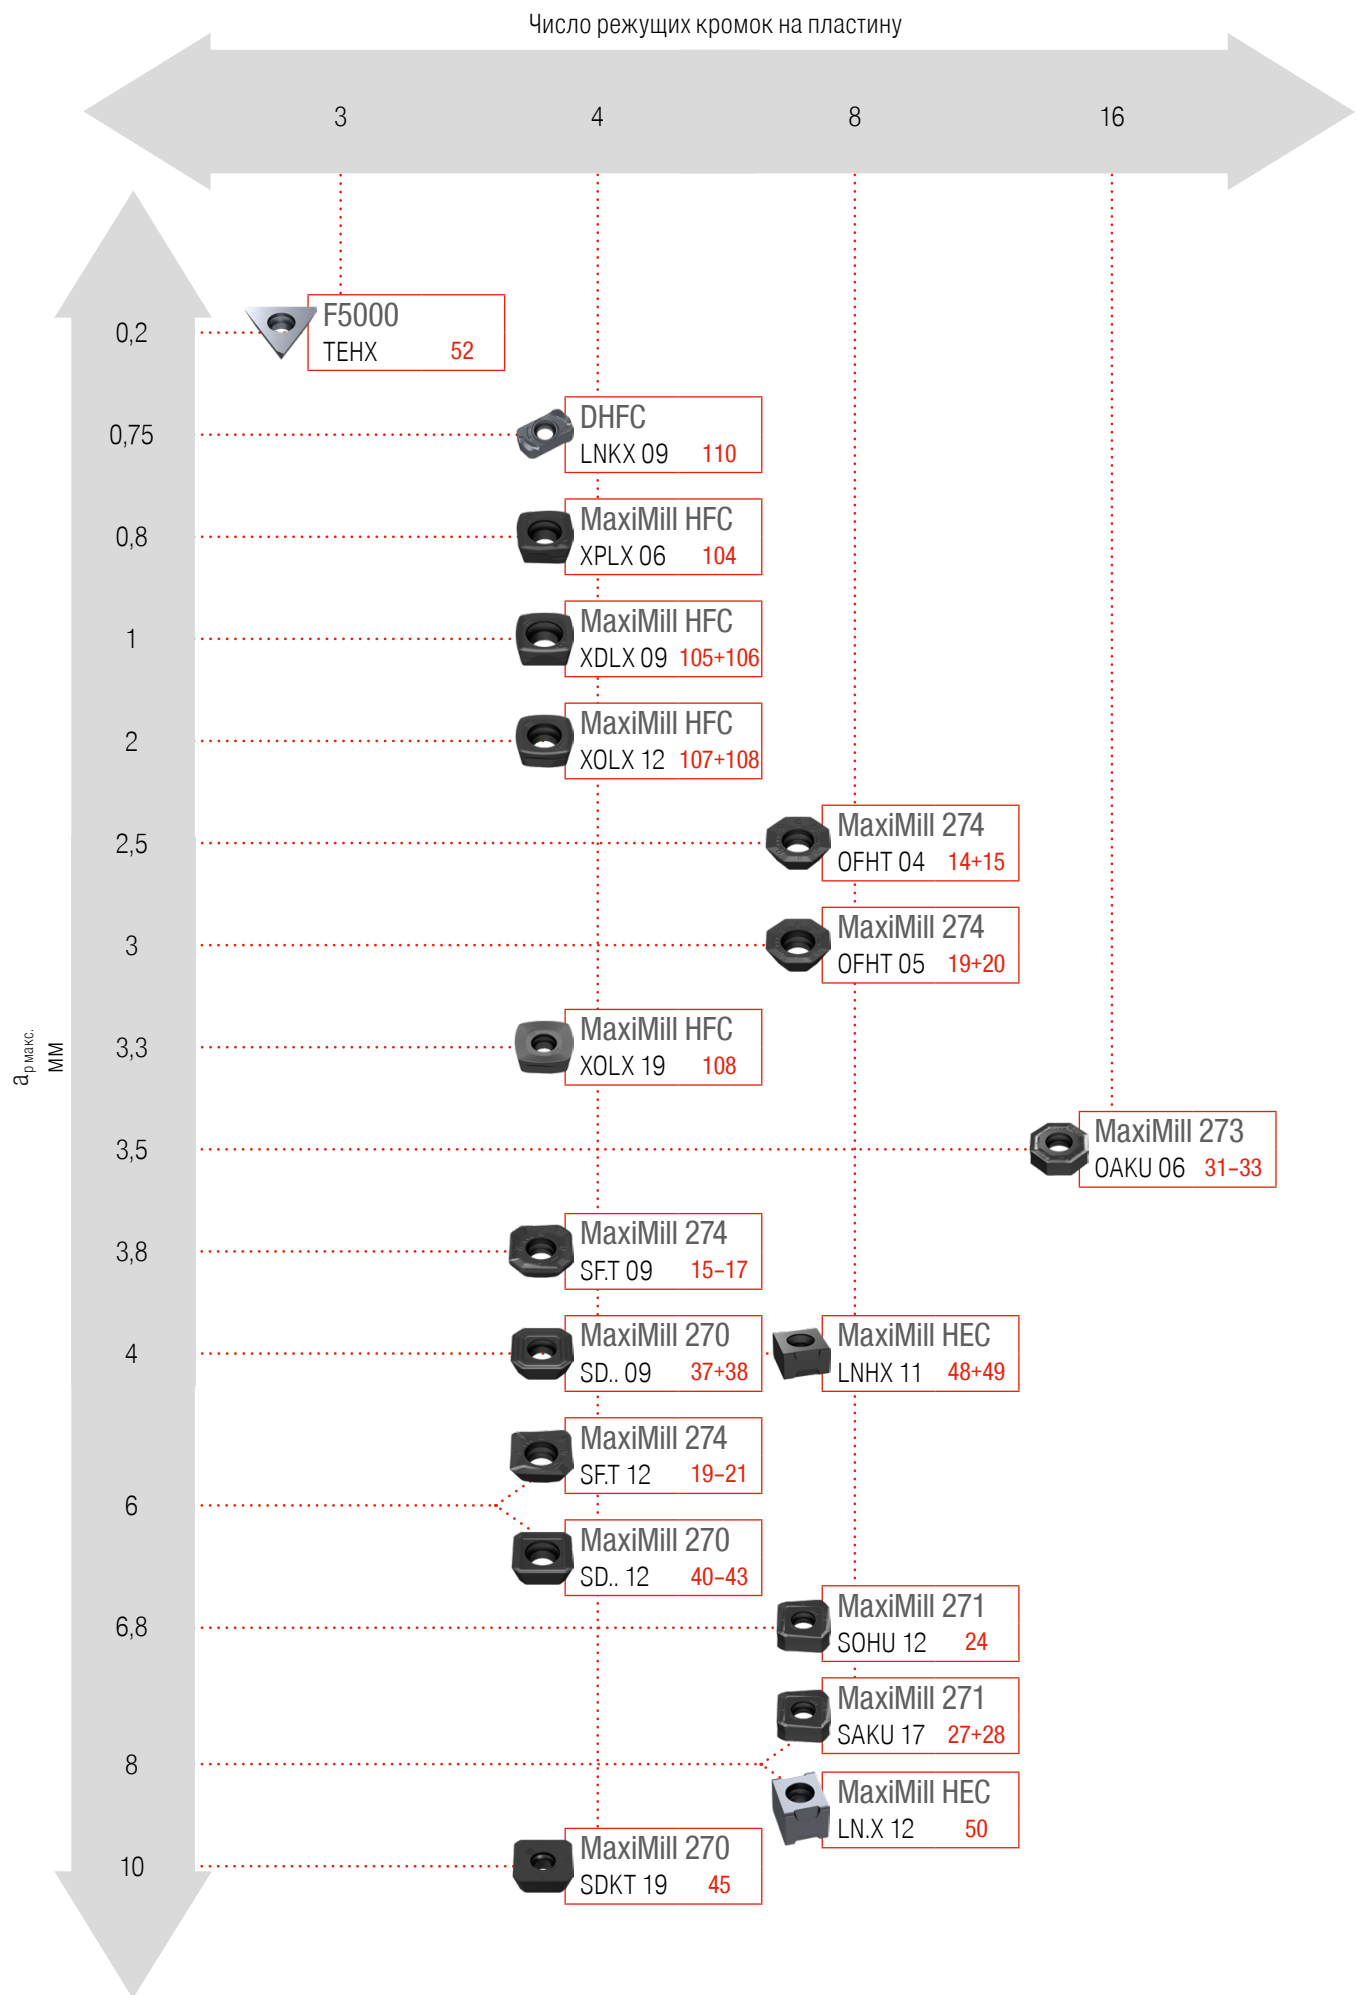 Число режущих кромок на пластину
3 4 8 16
0,2
F5000
TEHX 52
0,75
DHFC
LNKX 09 110
0,8
MaxiMill HFC
XPLX 06 104
1
MaxiMill HFC
XDLX 09 105+106
2
MaxiMill HFC
XOLX 12 107+108
2,5
MaxiMill 274
OFHT 04 14+15
3
MaxiMill 274
OFHT 05 19+20
aр макс.
мм
3,3
MaxiMill HFC
XOLX 19 108
3,5
MaxiMill 273
OAKU 06 31–33
3,8
MaxiMill 274
SF.T 09 15–17
4
MaxiMill 270
SD.. 09 37+38
MaxiMill HEC
LNHX 11 48+49
6
MaxiMill 274
SF.T 12 19–21
MaxiMill 270
SD.. 12 40–43
6,8
MaxiMill 271
SOHU 12 24
8
MaxiMill 271
SAKU 17 27+28
MaxiMill HEC
LN.X 12 50
10
MaxiMill 270
SDKT 19 45